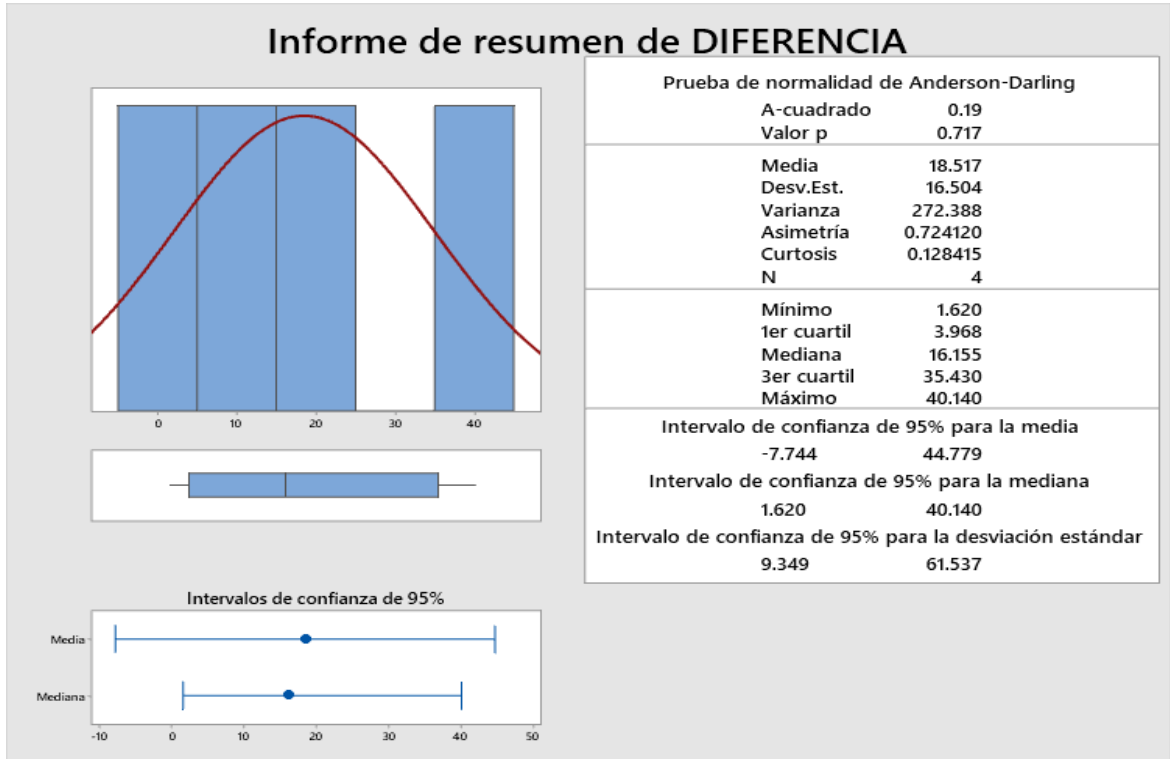 Informe de resumen de DIFERENCIA
0 10 20 30 40
Intervalos de confianza de 95%
Media
Mediana
-10 0 10 20 30 40 50
Prueba de normalidad de Anderson-Darling
A-cuadrado 0.19
Valor p 0.717
Media 18.517
Desv.Est. 16.504
Varianza 272.388
Asimetría 0.724120
Curtosis 0.128415
N 4
Mínimo 1.620
1er cuartil 3.968
Mediana 16.155
3er cuartil 35.430
Máximo 40.140
Intervalo de confianza de 95% para la media
-7.744 44.779
Intervalo de confianza de 95% para la mediana
1.620 40.140
Intervalo de confianza de 95% para la desviación estándar
9.349 61.537